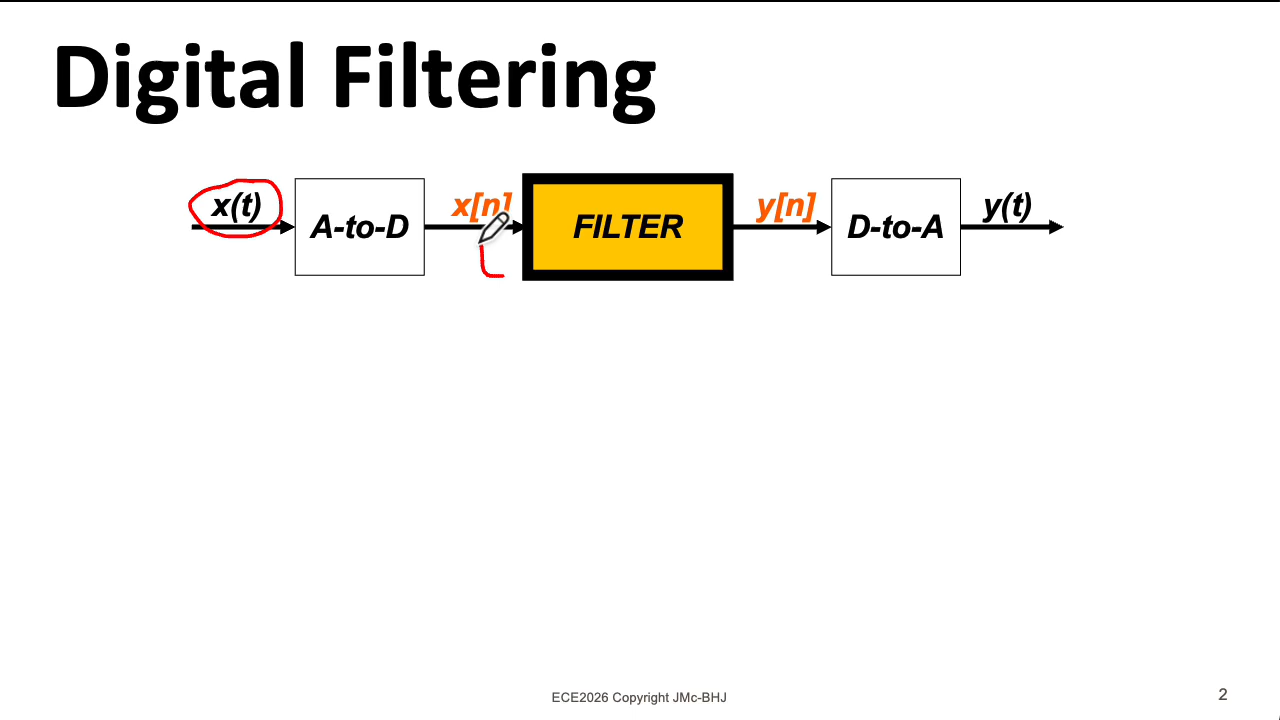 Digital Filtering
x(t) A-to-D x[n] FILTER y[n] D-to-A y(t)
ECE2026 Copyright JMc-BHJ 2